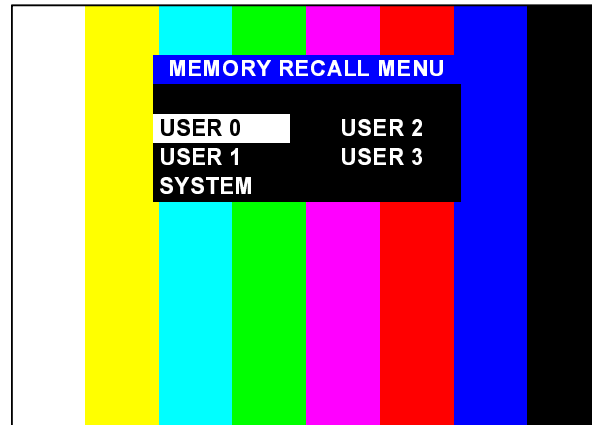 MEMORY RECALL MENU
USER 0 USER 2
USER 1 USER 3
SYSTEM